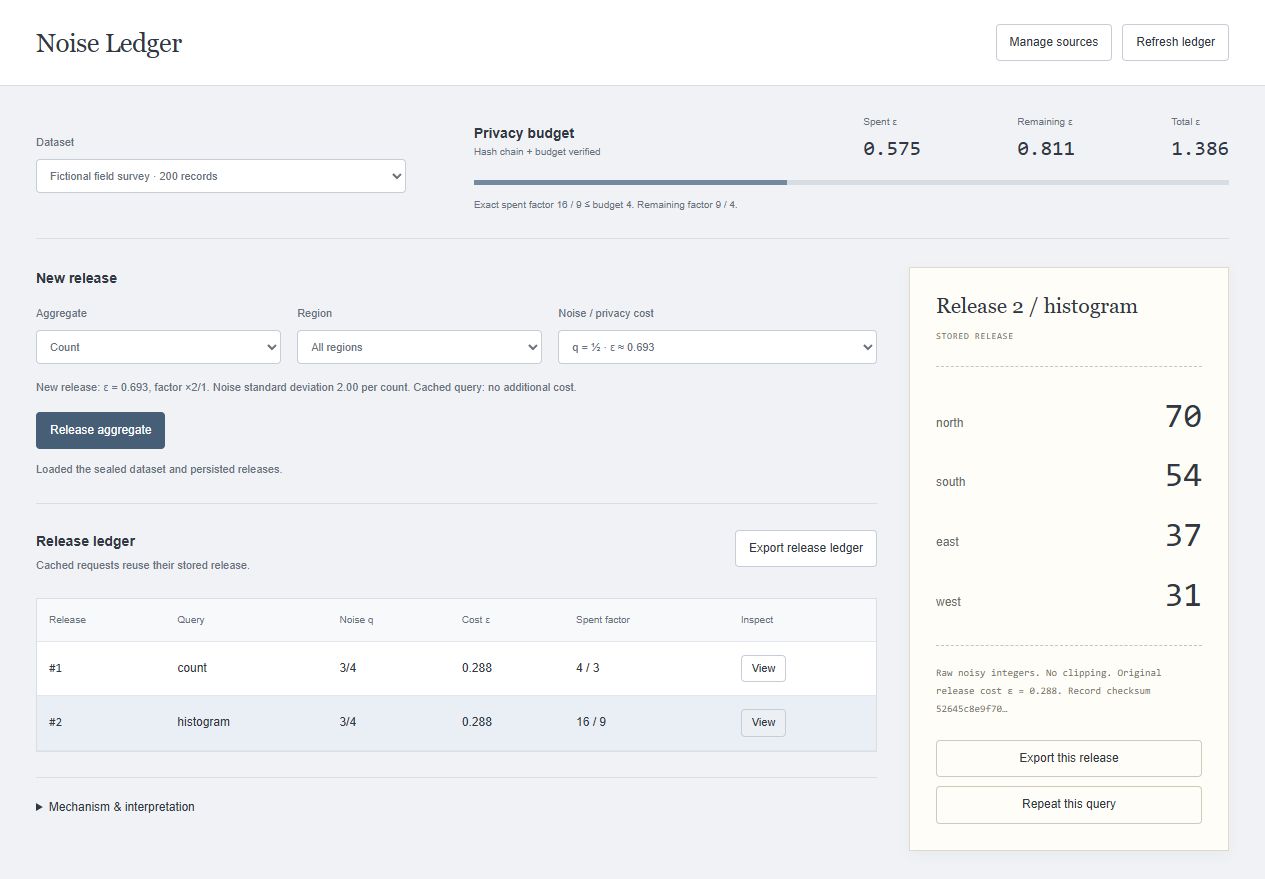 Noise Ledger
Manage sources
Refresh ledger
Dataset
Fictional field survey · 200 records
Privacy budget
Hash chain + budget verified
Spent ε
0.575
Remaining ε
0.811
Total ε
1.386
Exact spent factor 16 / 9 ≤ budget 4. Remaining factor 9 / 4.
New release
Aggregate
Region
Noise / privacy cost
Count
All regions
q = ½ · ε ≈ 0.693
New release: ε = 0.693, factor ×2/1. Noise standard deviation 2.00 per count. Cached query: no additional cost.
Release aggregate
Loaded the sealed dataset and persisted releases.
Release ledger
Cached requests reuse their stored release.
Export release ledger
Release Query Noise q Cost ε Spent factor Inspect
#1 count 3/4 0.288 4 / 3 View
#2 histogram 3/4 0.288 16 / 9 View
Mechanism & interpretation
Release 2 / histogram
STORED RELEASE
north 70
south 54
east 37
west 31
Raw noisy integers. No clipping. Original
release cost ε = 0.288. Record checksum
52645c8e9f70…
Export this release
Repeat this query